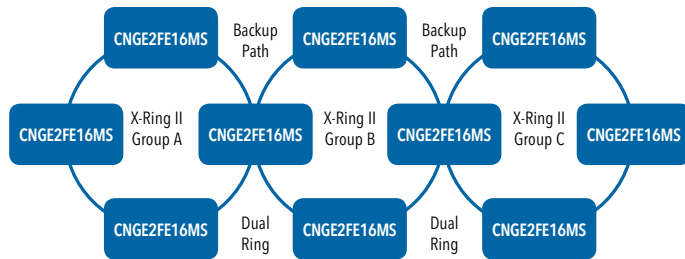 CNGE2FE16MS
Backup
Path
CNGE2FE16MS
Backup
Path
CNGE2FE16MS
CNGE2FE16MS
X-Ring II
Group A
CNGE2FE16MS
X-Ring II
Group B
CNGE2FE16MS
X-Ring II
Group C
CNGE2FE16MS
CNGE2FE16MS
Dual
Ring
CNGE2FE16MS
Dual
Ring
CNGE2FE16MS